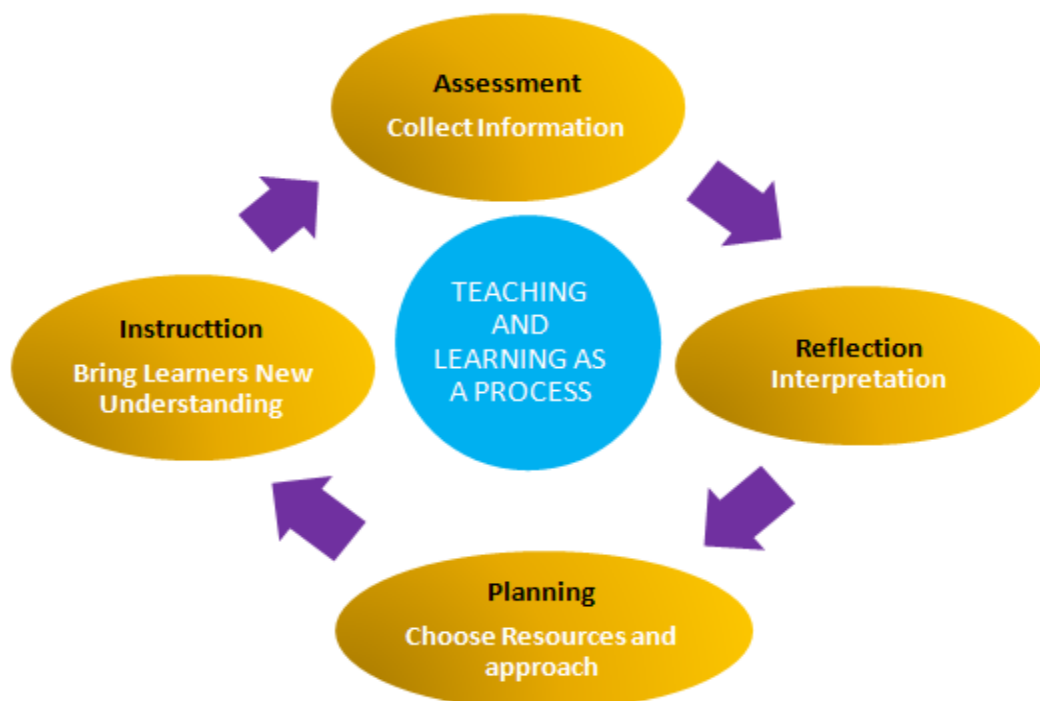 Assessment
Collect Information
TEACHING
AND
LEARNING AS
A PROCESS
Instructtion
Bring Learners New
Understanding
Reflection
Interpretation
Planning
Choose Resources and
approach